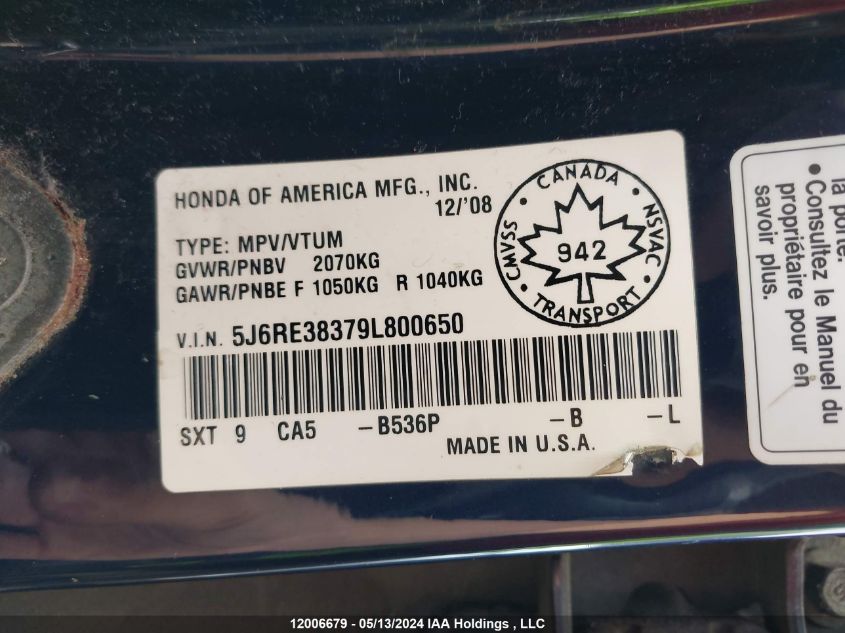 HONDA OF AMERICA MFG., INC.
12/'08
TYPE: MPV/VTUM
GVWR/PNBV 2070KG
GAWR/PNBE F 1050KG R 1040KG
V.I.N. 5J6RE38379L800650
SXT 9 CA5 -B536P -B -L
MADE IN U.S.A.
CANADA
CMVSS
942
NSVAC
TRANSPORT
la porte.
• Consultez le Manuel du
propriétaire pour en
savoir plus.
12006679 - 05/13/2024 IAA Holdings , LLC